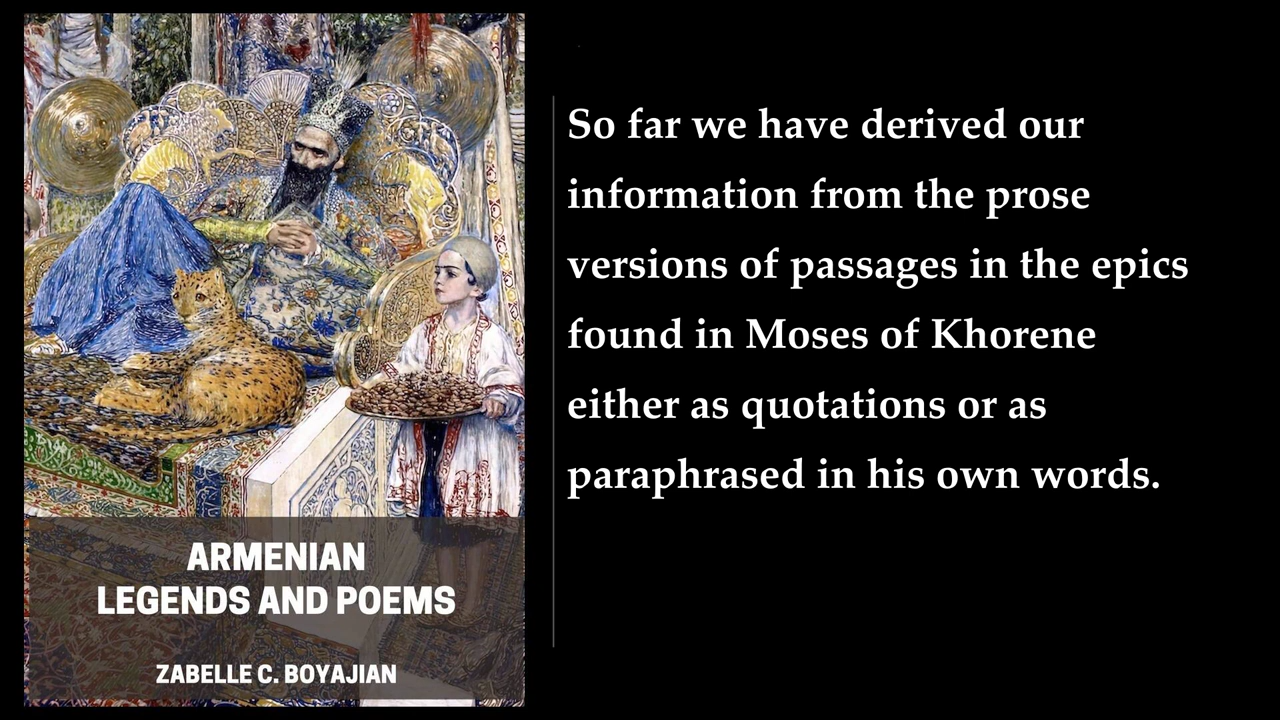 ARMENIAN
LEGENDS AND POEMS
ZABELLE C. BOYAJIAN
So far we have derived our
information from the prose
versions of passages in the epics
found in Moses of Khorene
either as quotations or as
paraphrased in his own words.